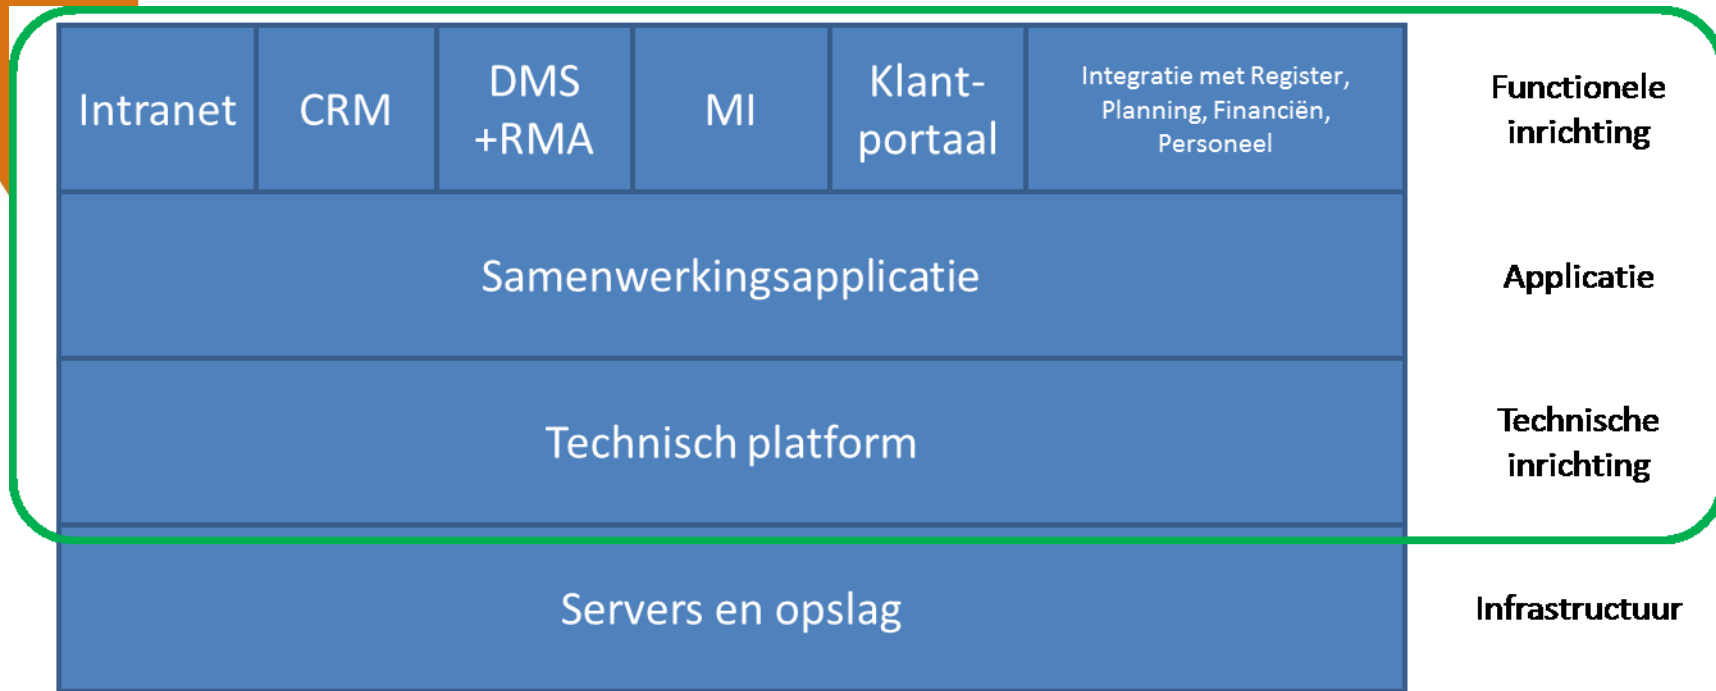 Intranet
CRM
DMS
+RMA
MI
Klant-
portaal
Integratie met Register,
Planning, Financiën,
Personeel
Functionele
inrichting
Samenwerkingsapplicatie
Applicatie
Technisch platform
Technische
inrichting
Servers en opslag
Infrastructuur